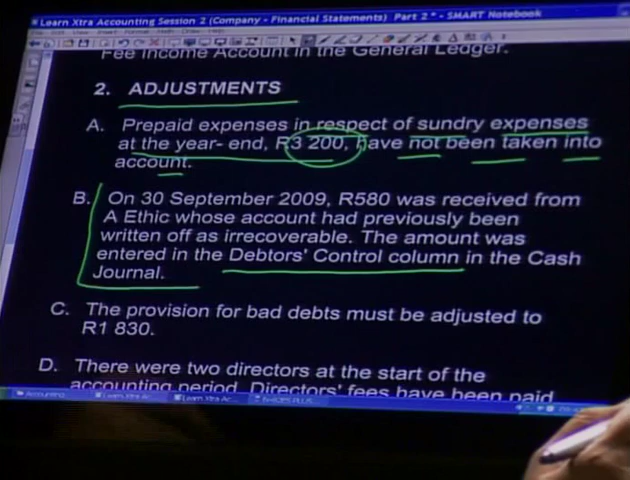 Learn Xtra Accounting Session 2 (Company - Financial Statements) Part 2 * - SMART Notebook
Fee Income Account in the General Ledger.
2. ADJUSTMENTS
A. Prepaid expenses in respect of sundry expenses
at the year- end, R3 200, have not been taken into
account.
B. On 30 September 2009, R580 was received from
A Ethic whose account had previously been
written off as irrecoverable. The amount was
entered in the Debtors' Control column in the Cash
Journal.
C. The provision for bad debts must be adjusted to
R1 830.
D. There were two directors at the start of the
accounting period. Directors' fees have been paid